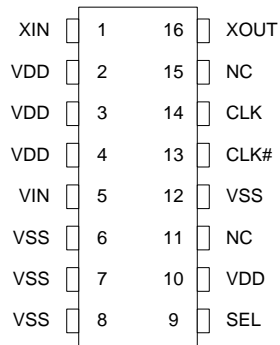 XIN 1 16 XOUT
VDD 2 15 NC
VDD 3 14 CLK
VDD 4 13 CLK#
VIN 5 12 VSS
VSS 6 11 NC
VSS 7 10 VDD
VSS 8 9 SEL